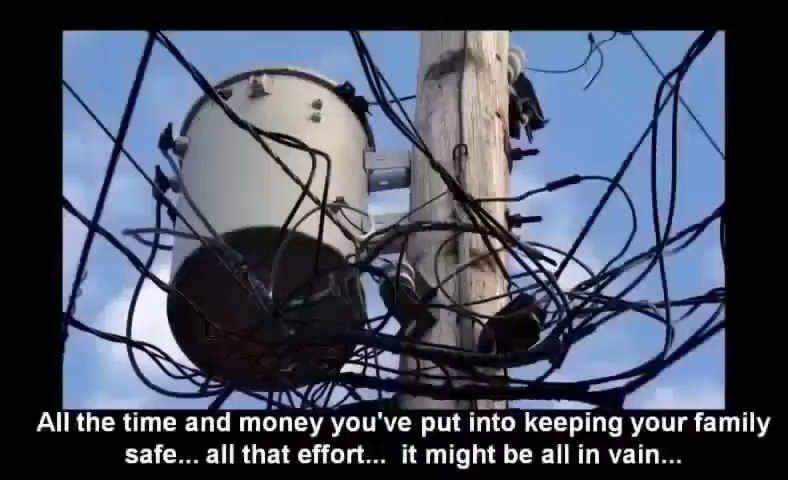 All the time and money you've put into keeping your family
safe... all that effort...  it might be all in vain...